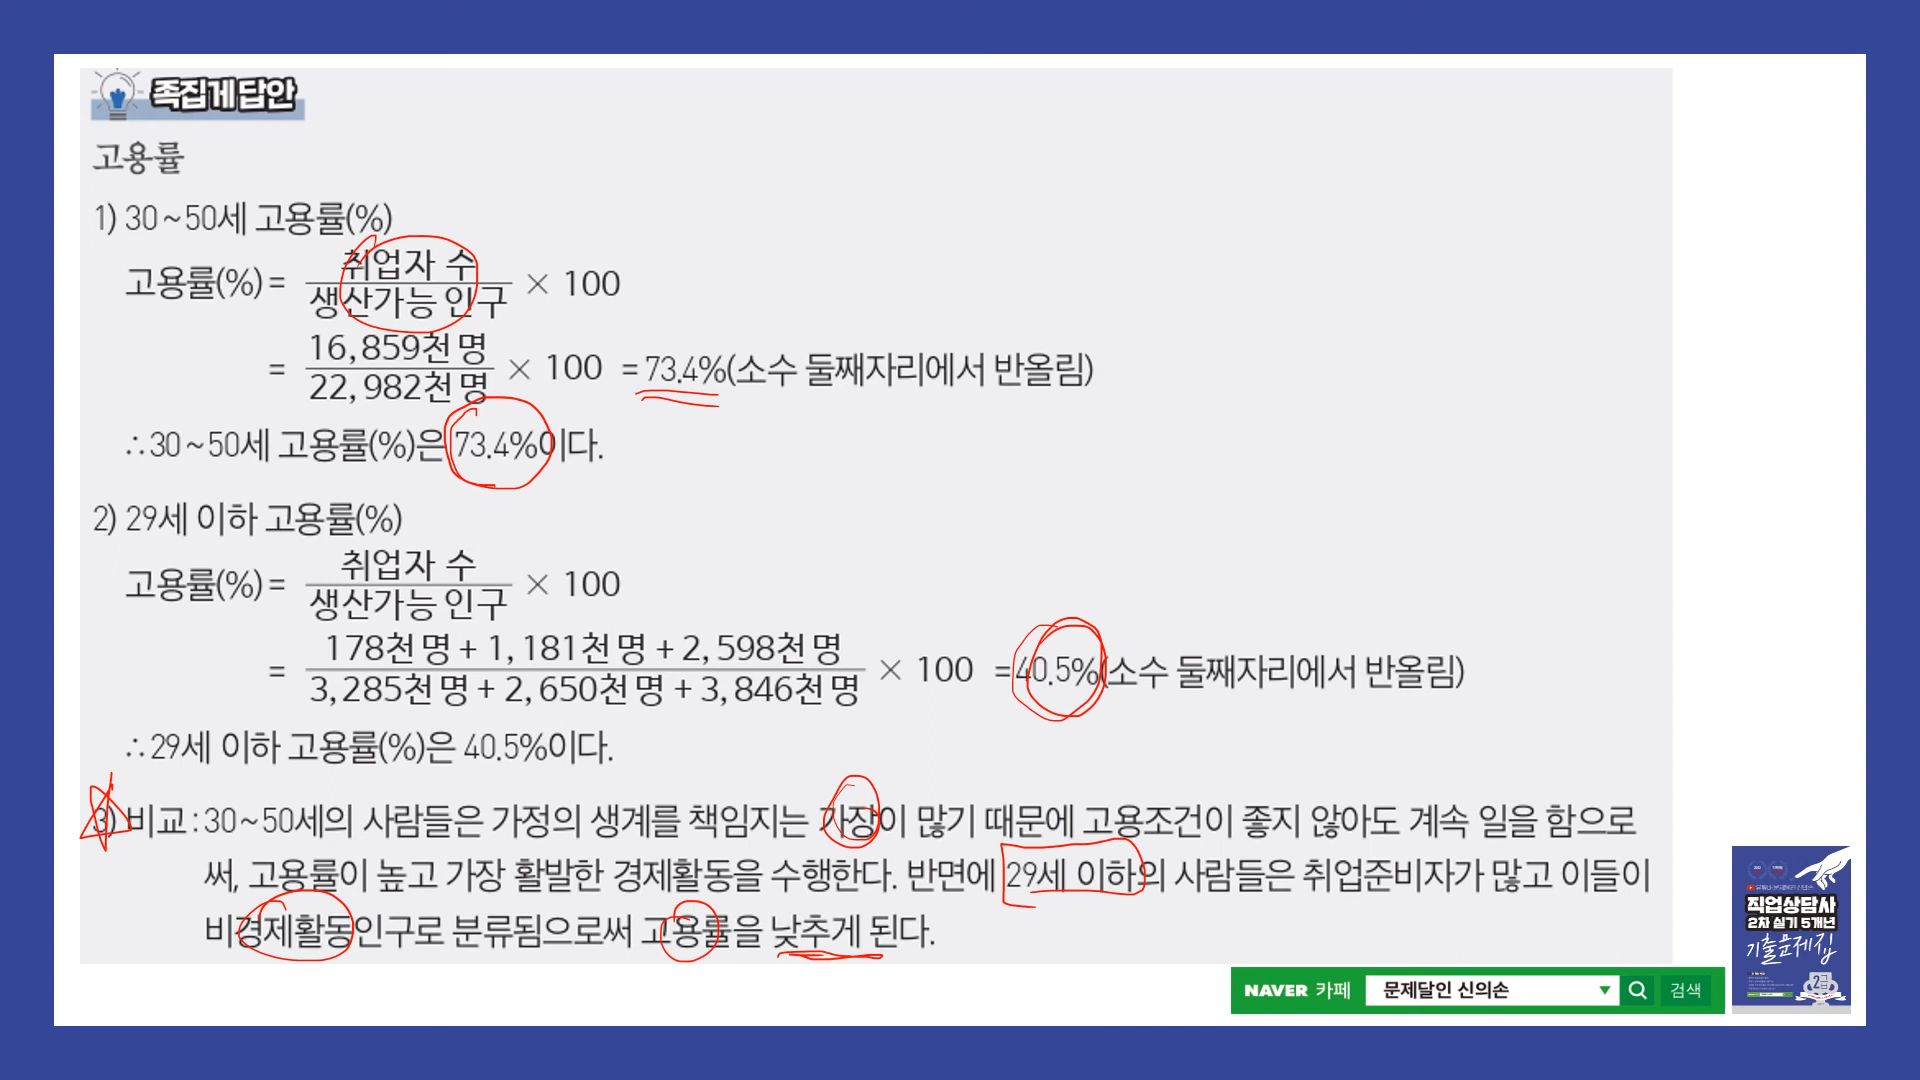 족집게 답안
고용률
1) 30~50세 고용률(%)
고용률(%) = 취업자 수 / 생산가능 인구 × 100
= 16,859천 명 / 22,982천 명 × 100 = 73.4%(소수 둘째자리에서 반올림)
∴30~50세 고용률(%)은 73.4%이다.
2) 29세 이하 고용률(%)
고용률(%) = 취업자 수 / 생산가능 인구 × 100
= 178천 명 + 1,181천 명 + 2,598천 명 / 3,285천 명 + 2,650천 명 + 3,846천 명 × 100 = 40.5%(소수 둘째자리에서 반올림)
∴29세 이하 고용률(%)은 40.5%이다.
3) 비교 : 30~50세의 사람들은 가정의 생계를 책임지는 가장이 많기 때문에 고용조건이 좋지 않아도 계속 일을 함으로
써, 고용률이 높고 가장 활발한 경제활동을 수행한다. 반면에 29세 이하의 사람들은 취업준비자가 많고 이들이
비경제활동인구로 분류됨으로써 고용률을 낮추게 된다.
NAVER 카페 문제달인 신의손 검색
직업상담사
2차 실기 5개년
기출문제집
2급